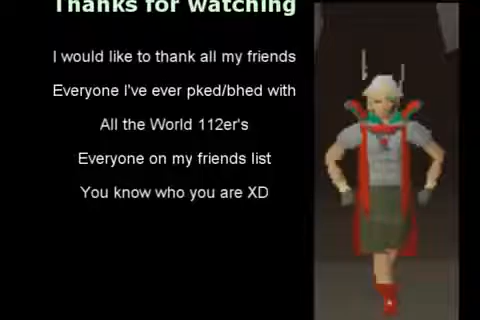 Thanks for watching
I would like to thank all my friends
Everyone I've ever pked/bhed with
All the World 112er's
Everyone on my friends list
You know who you are XD